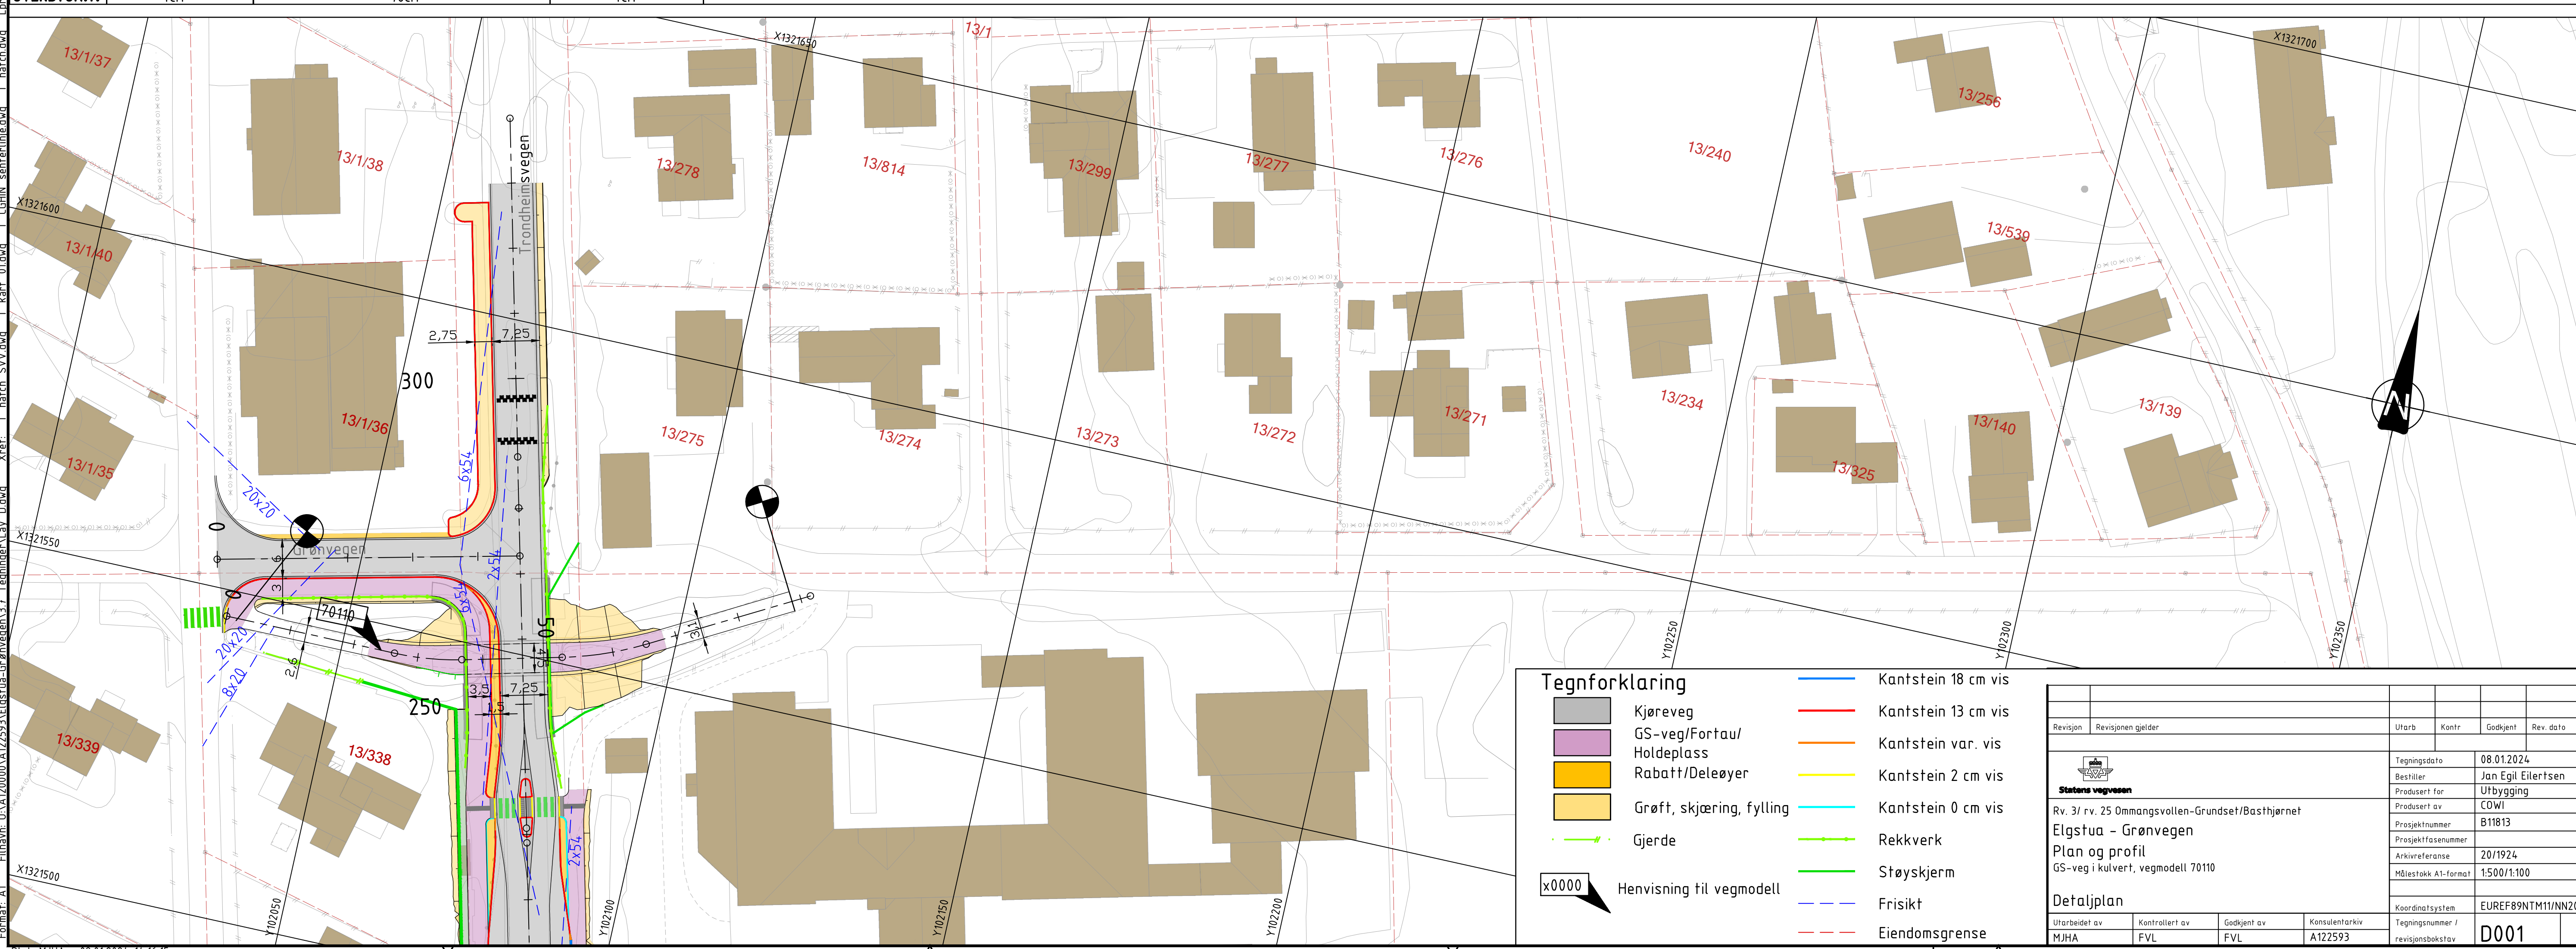 13/1
X1321650
X1321700
13/1/37
13/256
13/1/38
13/278
13/814
13/299
13/277
13/276
13/240
Trondheimsvegen
X1321600
13/1/40
13/539
2,75
7,25
300
13/1/36
13/275
13/274
13/273
13/272
13/271
13/234
13/325
13/140
13/139
N
13/1/35
6x54
20x20
0
X1321550
Grønvegen
6
3
2x54
6x54
0
70110
50
4,75
3,1
20x20
8x20
2,6
3,5
7,25
1,5
250
13/339
13/338
2x54
X1321500
Y102050
Y102100
Y102150
Y102200
Y102250
Y102300
Y102350
Tegnforklaring
Kjøreveg
GS-veg/Fortau/
Holdeplass
Rabatt/Deleøyer
Grøft, skjæring, fylling
Gjerde
x0000
Henvisning til vegmodell
Kantstein 18 cm vis
Kantstein 13 cm vis
Kantstein var. vis
Kantstein 2 cm vis
Kantstein 0 cm vis
Rekkverk
Støyskjerm
Frisikt
Eiendomsgrense
Revisjon Revisjonen gjelder Utarb Kontr Godkjent Rev. dato
Statens vegvesen
Tegningsdato 08.01.2024
Bestiller Jan Egil Eilertsen
Produsert for Utbygging
Produsert av COWI
Prosjektnummer B11813
Prosjektfasenummer
Arkivreferanse 20/1924
Målestokk A1-format 1:500/1:100
Koordinatsystem
Rv. 3/ rv. 25 Ommangsvollen-Grundset/Basthjørnet
Elgstua - Grønvegen
Plan og profil
GS-veg i kulvert, vegmodell 70110
Detaljplan
Utarbeidet av Kontrollert av Godkjent av Konsulentarkiv
MJHA FVL FVL A122593
Tegningsnummer /
revisjonsbokstav
D001